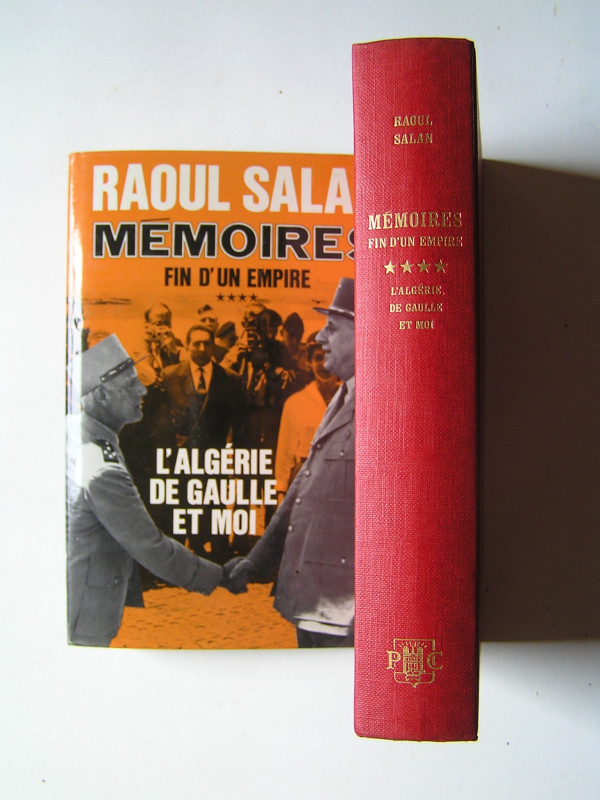 RAOUL SALA
MÉMOIRES
FIN D'UN EMPIRE
★★★★
L'ALGÉRIE
DE GAULLE
ET MOI
RAOUL
SALAN
MÉMOIRES
FIN D'UN EMPIRE
★★★★
L'ALGÉRIE,
DE GAULLE
ET MOI
P C